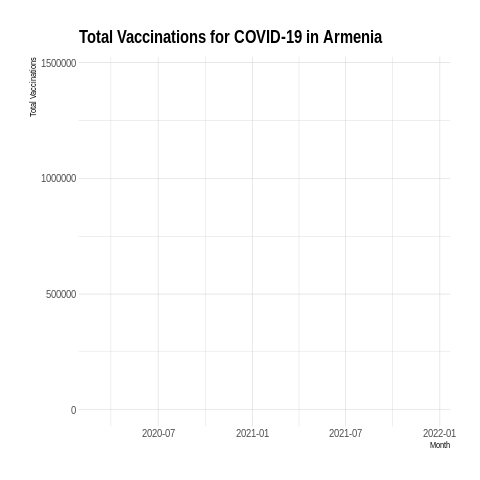 Total Vaccinations for COVID-19 in Armenia
Total Vaccinations
1500000
1000000
500000
0
2020-07 2021-01 2021-07 2022-01
Month